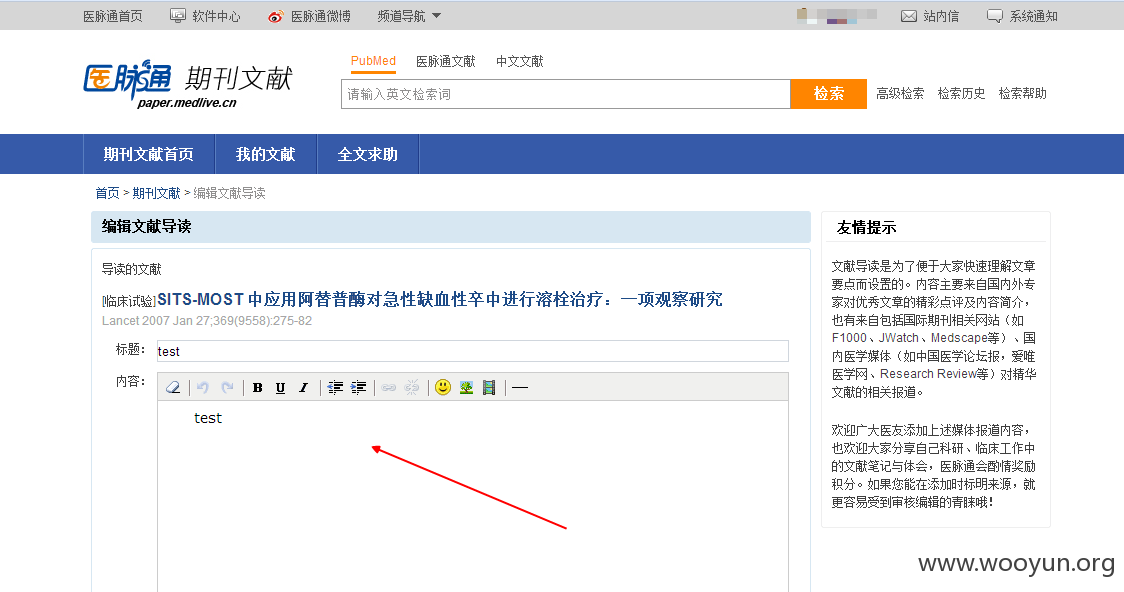 医脉通首页 软件中心 医脉通微博 频道导航 站内信 系统通知
医脉通 期刊文献
paper.medlive.cn
PubMed 医脉通文献 中文文献
请输入英文检索词 检索 高级检索 检索历史 检索帮助
期刊文献首页 我的文献 全文求助
首页 > 期刊文献 > 编辑文献导读
编辑文献导读
导读的文献
[临床试验]SITS-MOST 中应用阿替普酶对急性缺血性卒中进行溶栓治疗：一项观察研究
Lancet 2007 Jan 27;369(9558):275-82
标题： test
内容：
B U I
test
友情提示
文献导读是为了便于大家快速理解文章
要点而设置的。内容主要来自国内外专
家对优秀文章的精彩点评及内容简介，
也有来自包括国际期刊相关网站（如
F1000、JWatch、Medscape等）、国
内医学媒体（如中国医学论坛报，爱唯
医学网、Research Review等）对精华
文献的相关报道。
欢迎广大医友添加上述媒体报道内容，
也欢迎大家分享自己科研、临床工作中
的文献笔记与体会，医脉通会酌情奖励
积分。如果您能在添加时标明来源，就
更容易受到审核编辑的青睐哦！
www.wooyun.org